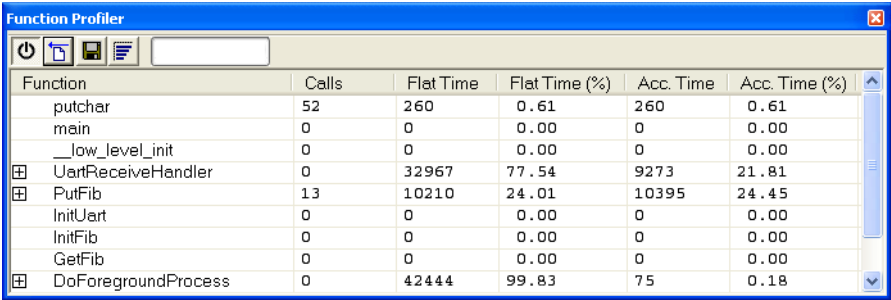 Function Profiler
Function Calls Flat Time Flat Time (%) Acc. Time Acc. Time (%)
putchar 52 260 0.61 260 0.61
main 0 0 0.00 0 0.00
__low_level_init 0 0 0.00 0 0.00
UartReceiveHandler 0 32967 77.54 9273 21.81
PutFib 13 10210 24.01 10395 24.45
InitUart 0 0 0.00 0 0.00
InitFib 0 0 0.00 0 0.00
GetFib 0 0 0.00 0 0.00
DoForegroundProcess 0 42444 99.83 75 0.18